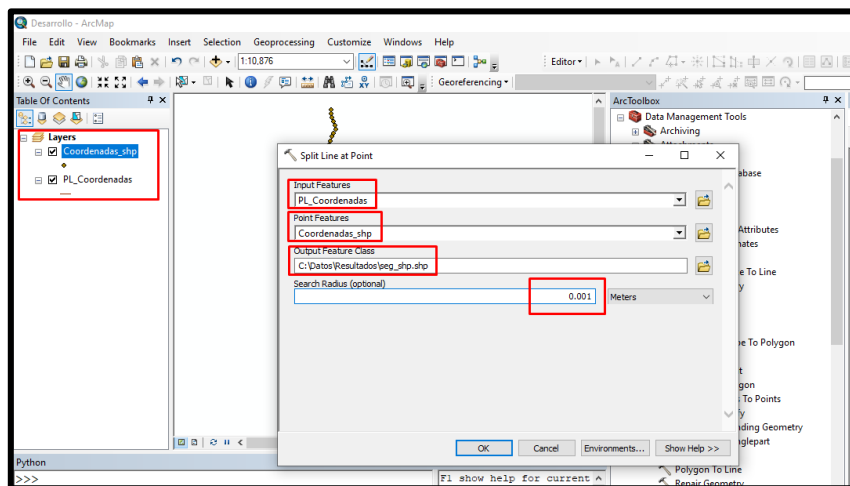 Desarrollo - ArcMap
File Edit View Bookmarks Insert Selection Geoprocessing Customize Windows Help
1:10,876
Editor
Georeferencing
Table Of Contents
Layers
Coordenadas_shp
PL_Coordenadas
Split Line at Point
Input Features
PL_Coordenadas
Point Features
Coordenadas_shp
Output Feature Class
C:\Datos\Resultados\seg_shp.shp
Search Radius (optional)
0.001
Meters
OK
Cancel
Environments...
Show Help >>
ArcToolbox
Data Management Tools
Archiving
abase
Attributes
e To Line
oe To Polygon
To Points
nding Geometry
Polygon To Line
Repair Geometry
Python
>>>
F1 show help for current